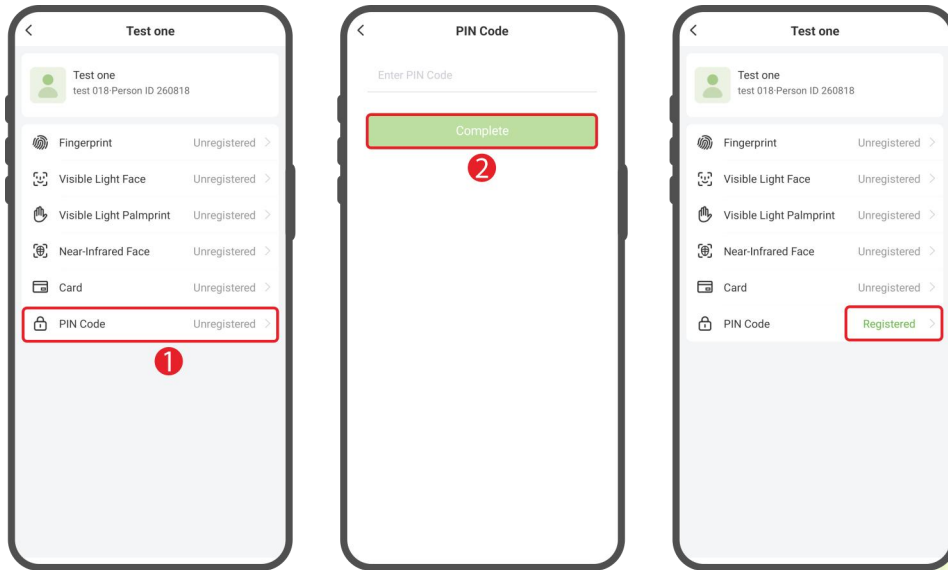 Test one
Test one
test 018·Person ID 260818
Fingerprint Unregistered
Visible Light Face Unregistered
Visible Light Palmprint Unregistered
Near-Infrared Face Unregistered
Card Unregistered
PIN Code Unregistered
1
PIN Code
Enter PIN Code
Complete
2
Test one
Test one
test 018·Person ID 260818
Fingerprint Unregistered
Visible Light Face Unregistered
Visible Light Palmprint Unregistered
Near-Infrared Face Unregistered
Card Unregistered
PIN Code Registered